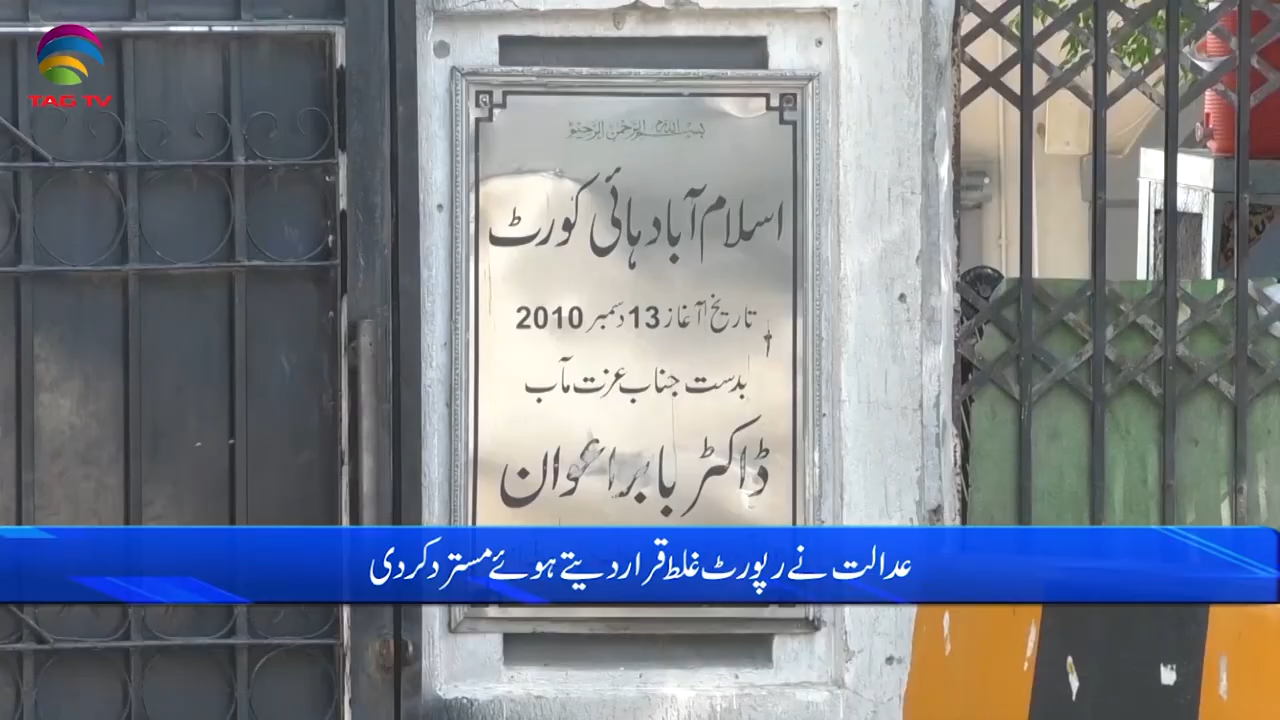 TAG TV
بسم اللہ الرحمن الرحیم
اسلام آباد ہائی کورٹ
تاریخ آغاز 13 دسمبر 2010
بدست جناب عزت مآب
ڈاکٹر بابر اعوان
عدالت نے رپورٹ غلط قرار دیتے ہوئے مسترد کردی